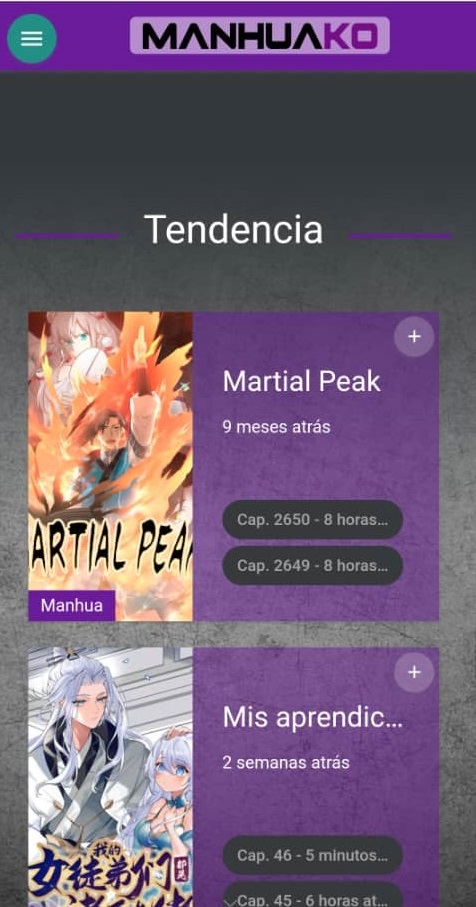 MANHUAKO
Tendencia
Martial Peak
9 meses atrás
Cap. 2650 - 8 horas...
Cap. 2649 - 8 horas...
ARTIAL PEA
Manhua
Mis aprendic...
2 semanas atrás
Cap. 46 - 5 minutos...
Cap. 45 - 6 horas at...
我的
女徒弟们